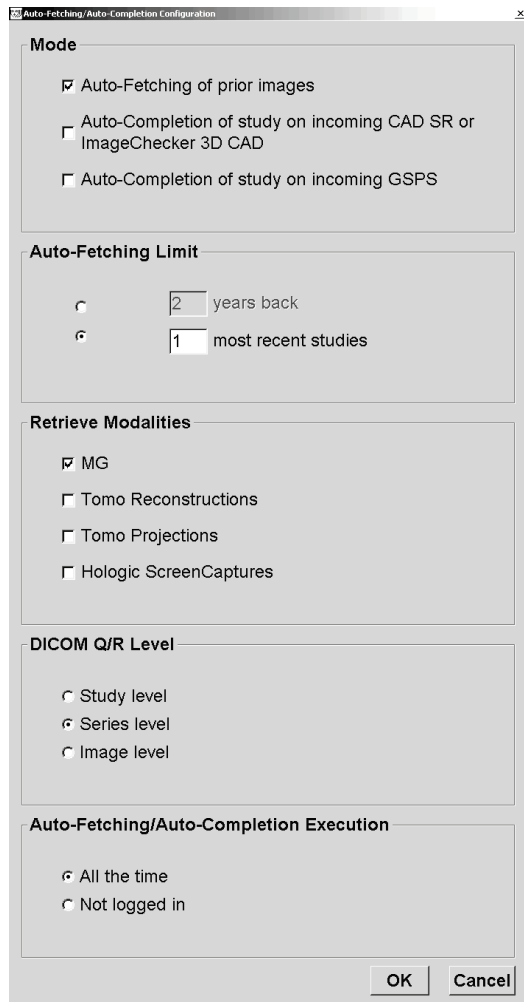 Auto-Fetching/Auto-Completion Configuration
Mode
Auto-Fetching of prior images
Auto-Completion of study on incoming CAD SR or
ImageChecker 3D CAD
Auto-Completion of study on incoming GSPS
Auto-Fetching Limit
2 years back
1 most recent studies
Retrieve Modalities
MG
Tomo Reconstructions
Tomo Projections
Hologic ScreenCaptures
DICOM Q/R Level
Study level
Series level
Image level
Auto-Fetching/Auto-Completion Execution
All the time
Not logged in
OK Cancel